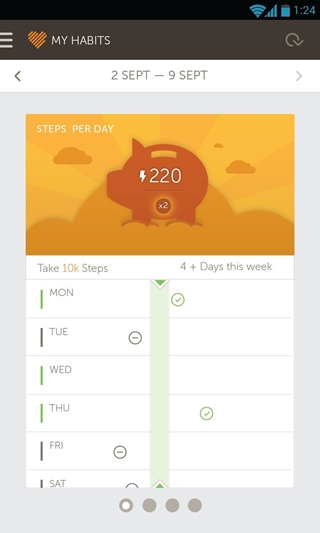 1:24
MY HABITS
2 SEPT — 9 SEPT
STEPS PER DAY
220
x2
Take 10k Steps
4 + Days this week
MON
TUE
WED
THU
FRI
SAT